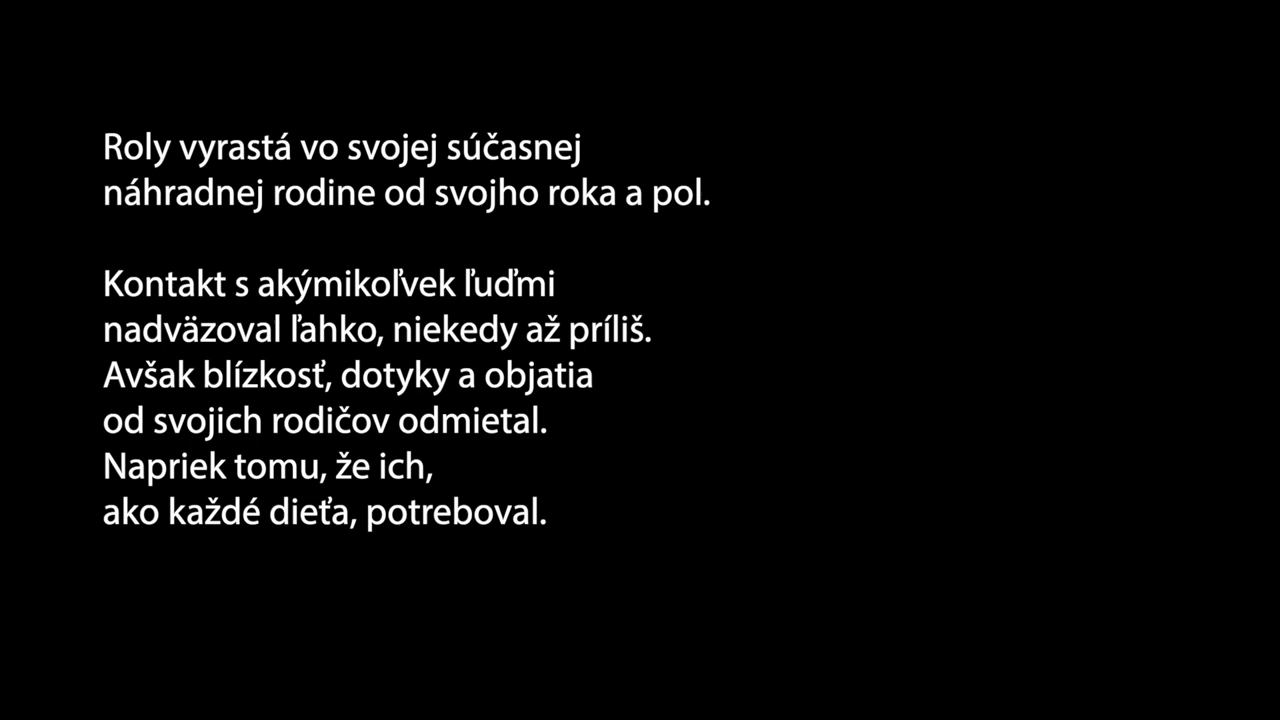 Roly vyrastá vo svojej súčasnej
náhradnej rodine od svojho roka a pol.
Kontakt s akýmikoľvek ľuďmi
nadväzoval ľahko, niekedy až príliš.
Avšak blízkosť, dotyky a objatia
od svojich rodičov odmietal.
Napriek tomu, že ich,
ako každé dieťa, potreboval.